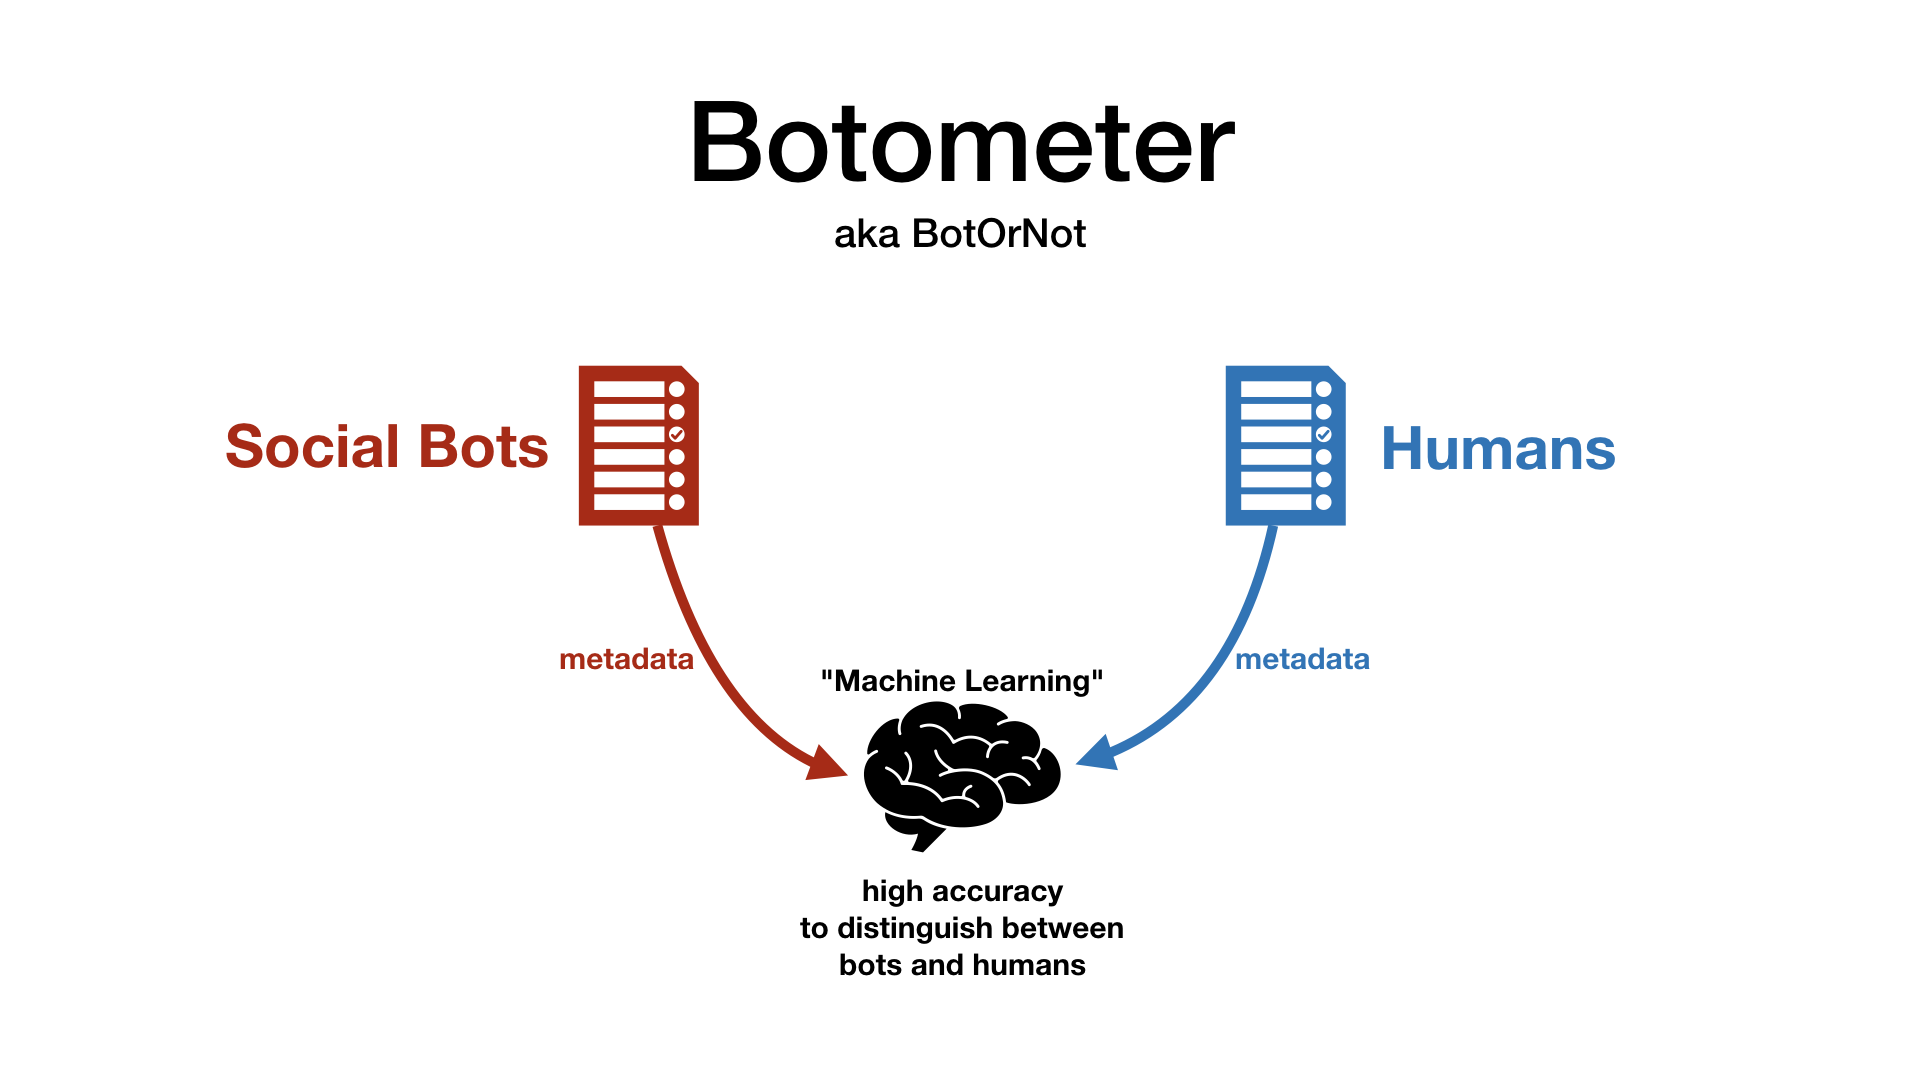 Botometer
aka BotOrNot
Social Bots
Humans
metadata
metadata
"Machine Learning"
high accuracy
to distinguish between
bots and humans